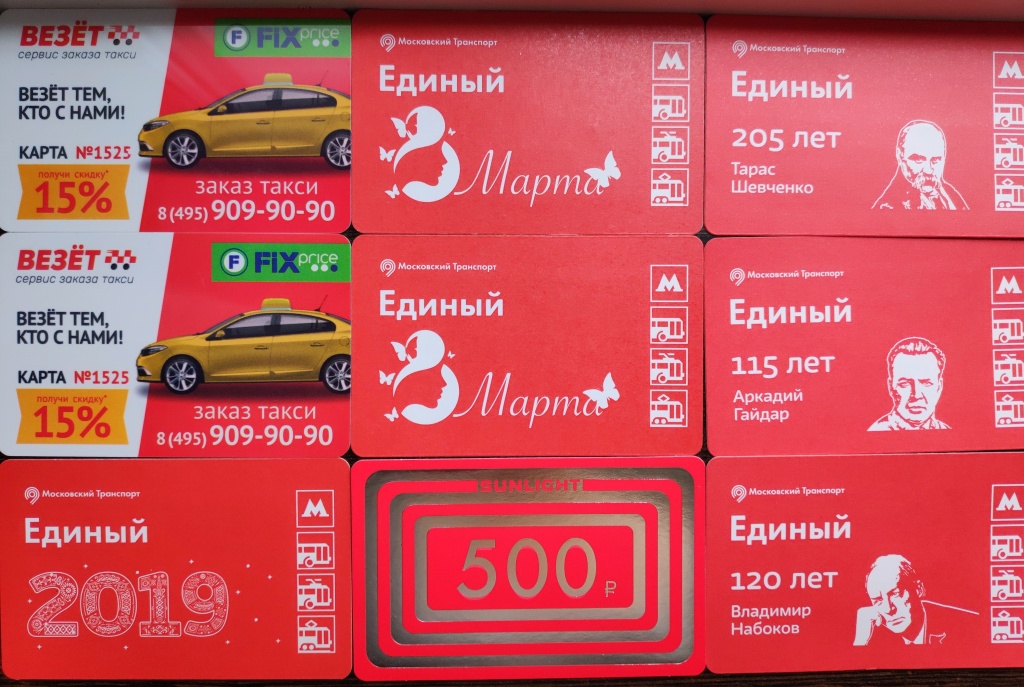 ВЕЗЁТ
сервис заказа такси
FIXprice
ВЕЗЁТ ТЕМ,
КТО С НАМИ!
КАРТА №1525
получи скидку*
15%
заказ такси
8 (495) 909-90-90
Московский Транспорт
Единый
8 Марта
М
Московский Транспорт
Единый
205 лет
Тарас
Шевченко
М
ВЕЗЁТ
сервис заказа такси
FIXprice
ВЕЗЁТ ТЕМ,
КТО С НАМИ!
КАРТА №1525
получи скидку*
15%
заказ такси
8 (495) 909-90-90
Московский Транспорт
Единый
8 Марта
М
Московский Транспорт
Единый
115 лет
Аркадий
Гайдар
М
Московский Транспорт
Единый
2019
М
SUNLIGHT
500 ₽
Московский Транспорт
Единый
120 лет
Владимир
Набоков
М